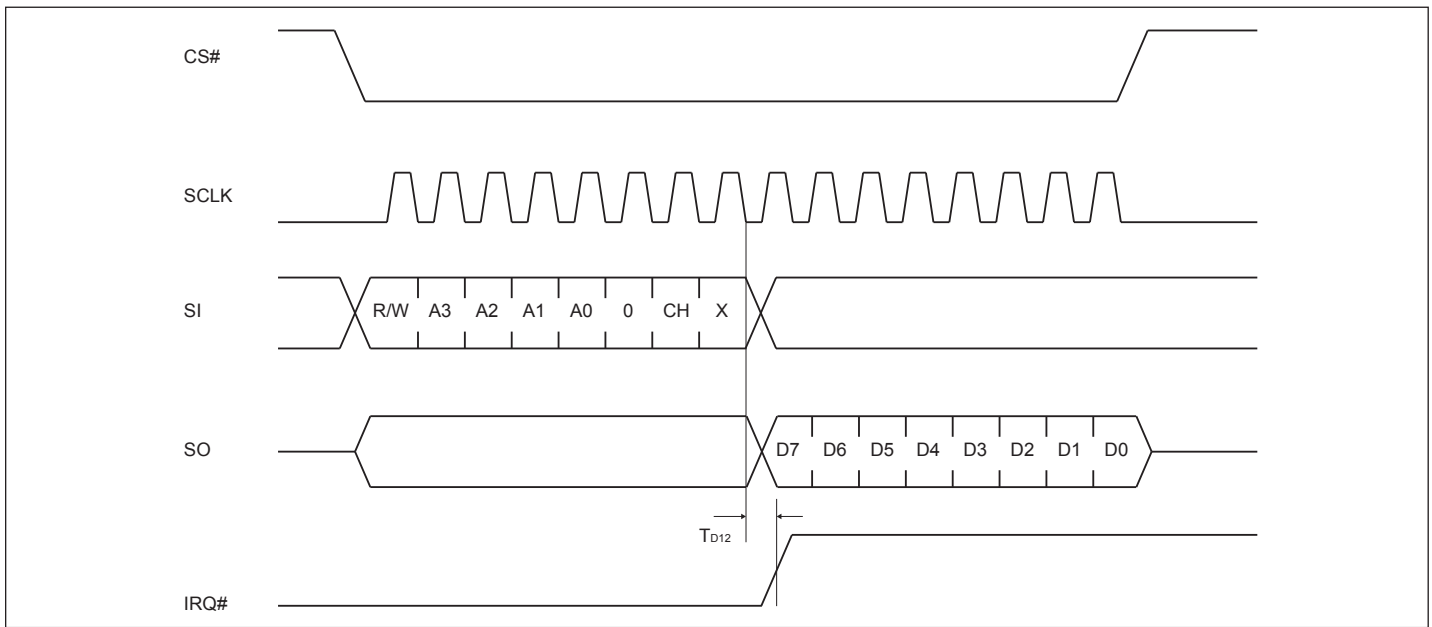 CS#
SCLK
SI
R/W A3 A2 A1 A0 0 CH X
SO
D7 D6 D5 D4 D3 D2 D1 D0
TD12
IRQ#